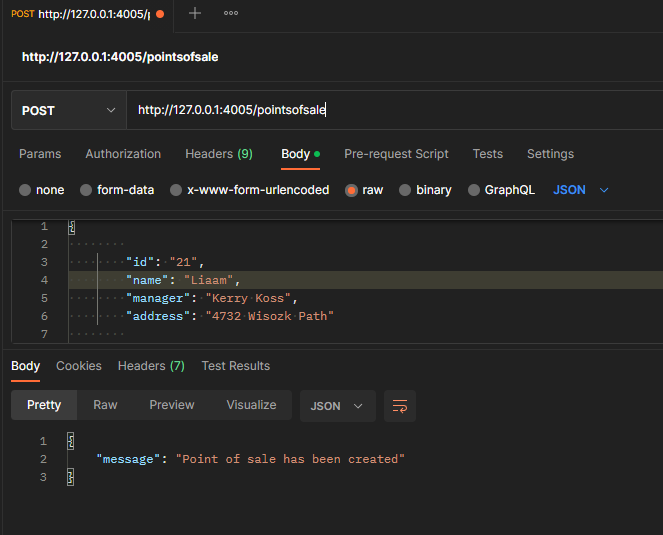 POST http://127.0.0.1:4005/p
http://127.0.0.1:4005/pointsofsale
POST http://127.0.0.1:4005/pointsofsale
Params Authorization Headers (9) Body Pre-request Script Tests Settings
none form-data x-www-form-urlencoded raw binary GraphQL JSON
1 {
2
3 "id": "21",
4 "name": "Liaam",
5 "manager": "Kerry Koss",
6 "address": "4732 Wisozk Path"
7
Body Cookies Headers (7) Test Results
Pretty Raw Preview Visualize JSON
1 {
2 "message": "Point of sale has been created"
3 }